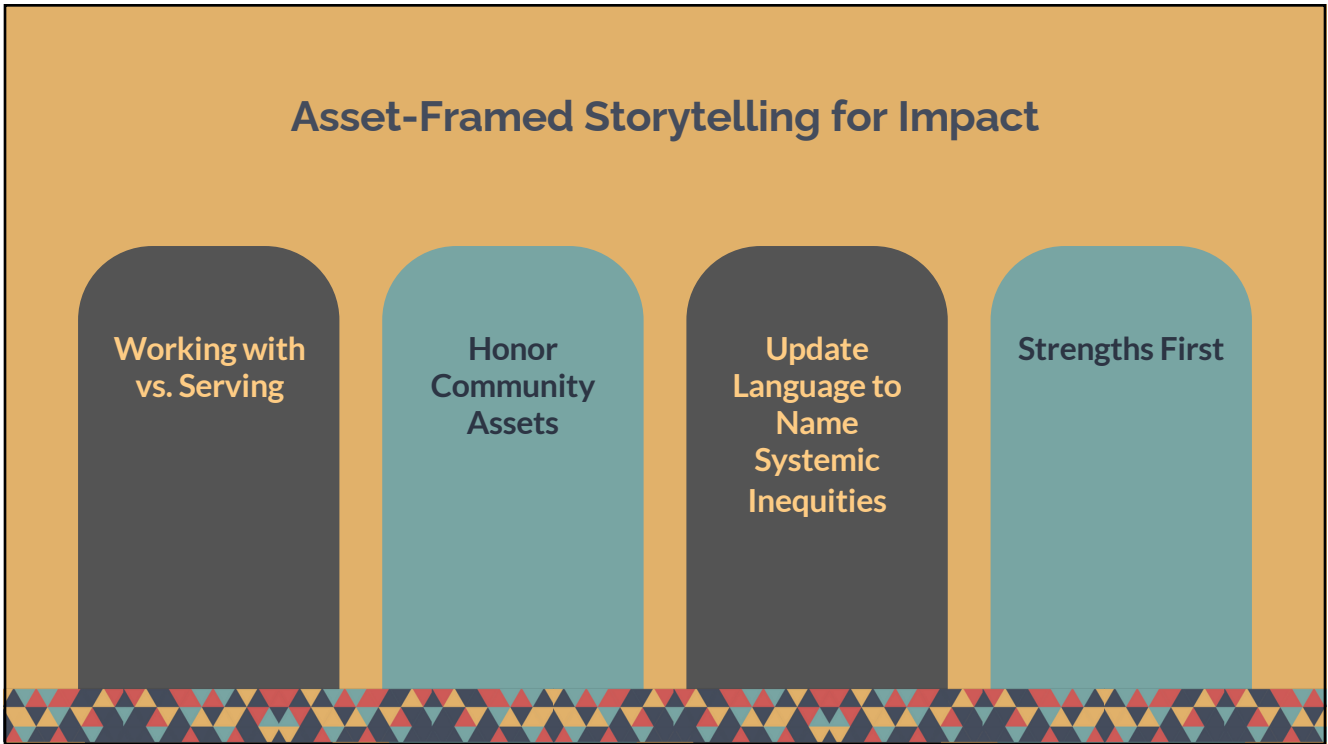 Asset-Framed Storytelling for Impact
Working with
vs. Serving
Honor
Community
Assets
Update
Language to
Name
Systemic
Inequities
Strengths First